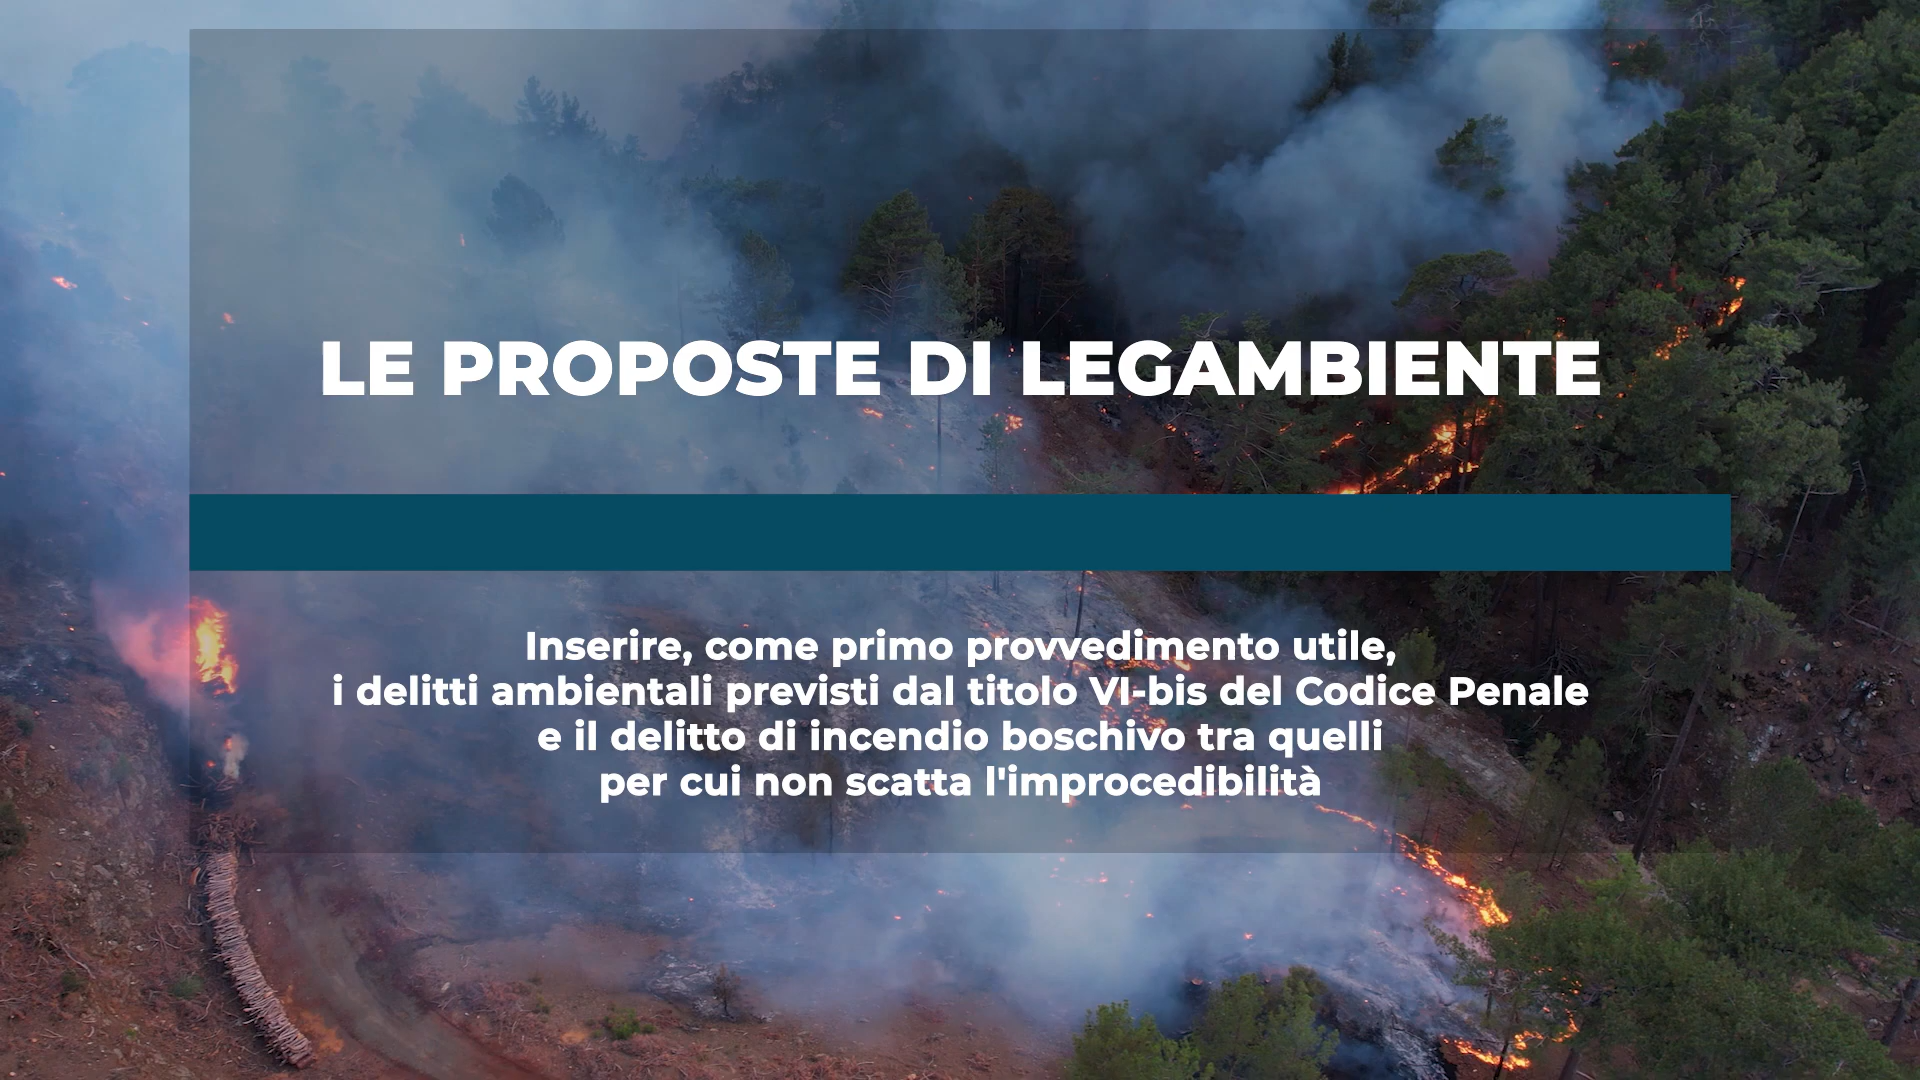 LE PROPOSTE DI LEGAMBIENTE
Inserire, come primo provvedimento utile,
i delitti ambientali previsti dal titolo VI-bis del Codice Penale
e il delitto di incendio boschivo tra quelli
per cui non scatta l'improcedibilità